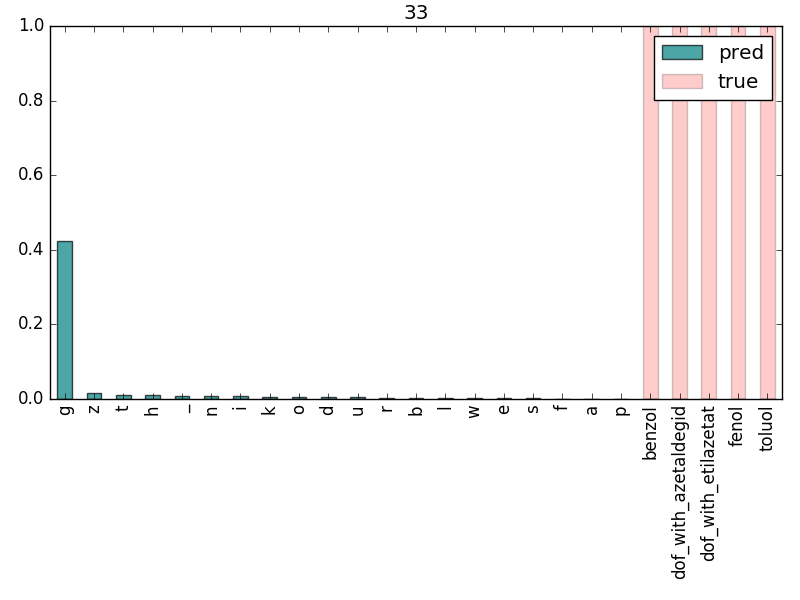 33
pred
true
1.0
0.8
0.6
0.4
0.2
0.0
g
z
t
h
_
n
i
k
o
d
u
r
b
l
w
e
s
f
a
p
benzol
dof_with_azetaldegid
dof_with_etilazetat
fenol
toluol